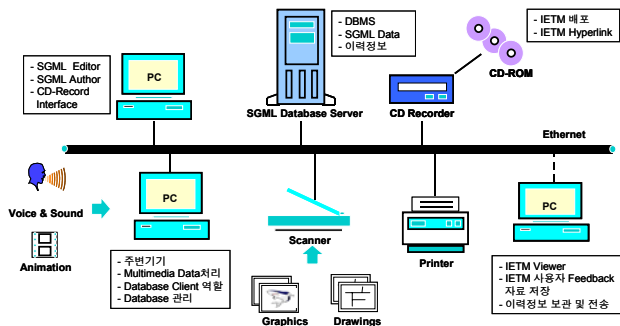 - SGML Editor
- SGML Author
- CD-Record
Interface
PC
- DBMS
- SGML Data
- 이력정보
SGML Database Server
CD Recorder
- IETM 배포
- IETM Hyperlink
CD-ROM
Ethernet
Voice & Sound
Animation
PC
- 주변기기
- Multimedia Data처리
- Database Client 역할
- Database 관리
Scanner
Graphics
Drawings
Printer
PC
- IETM Viewer
- IETM 사용자 Feedback
자료 저장
- 이력정보 보관 및 전송